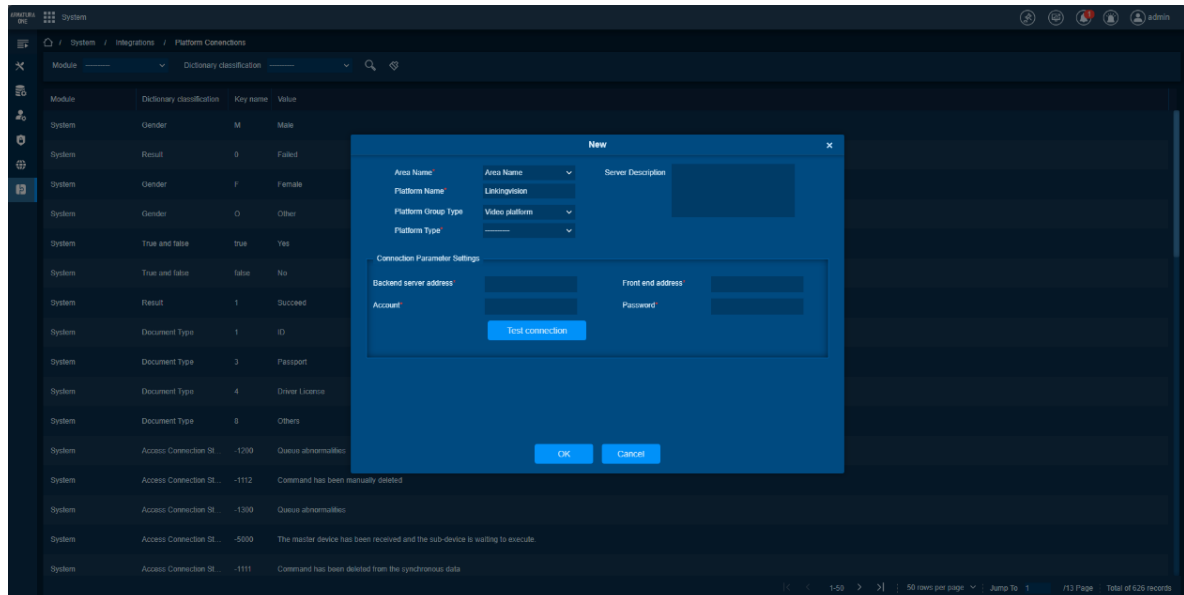 ARMATURA ONE System admin
/ System / Integrations / Platform Conenctions
Module --------- Dictionary classification ---------
Module Dictionary classification Key name Value
System Gender M Male
System Result 0 Failed
System Gender F Female
System Gender O Other
System True and false true Yes
System True and false false No
System Result 1 Succeed
System Document Type 1 ID
System Document Type 3 Passport
System Document Type 4 Driver Licence
System Document Type 8 Others
System Access Connection St... -1200 Queue abnormalities
System Access Connection St... -1112 Command has been manually deleted
System Access Connection St... -1300 Queue abnormalities
System Access Connection St... -5000 The master device has been received and the sub-device is waiting to execute.
System Access Connection St... -1111 Command has been deleted from the synchronous data
1-50 50 rows per page Jump To 1 /13 Page Total of 626 records
New
Area Name* Area Name Server Description
Platform Name* Linkingvision
Platform Group Type Video platform
Platform Type* ---------
Connection Parameter Settings
Backend server address* Front end address*
Account* Password*
Test connection
OK Cancel